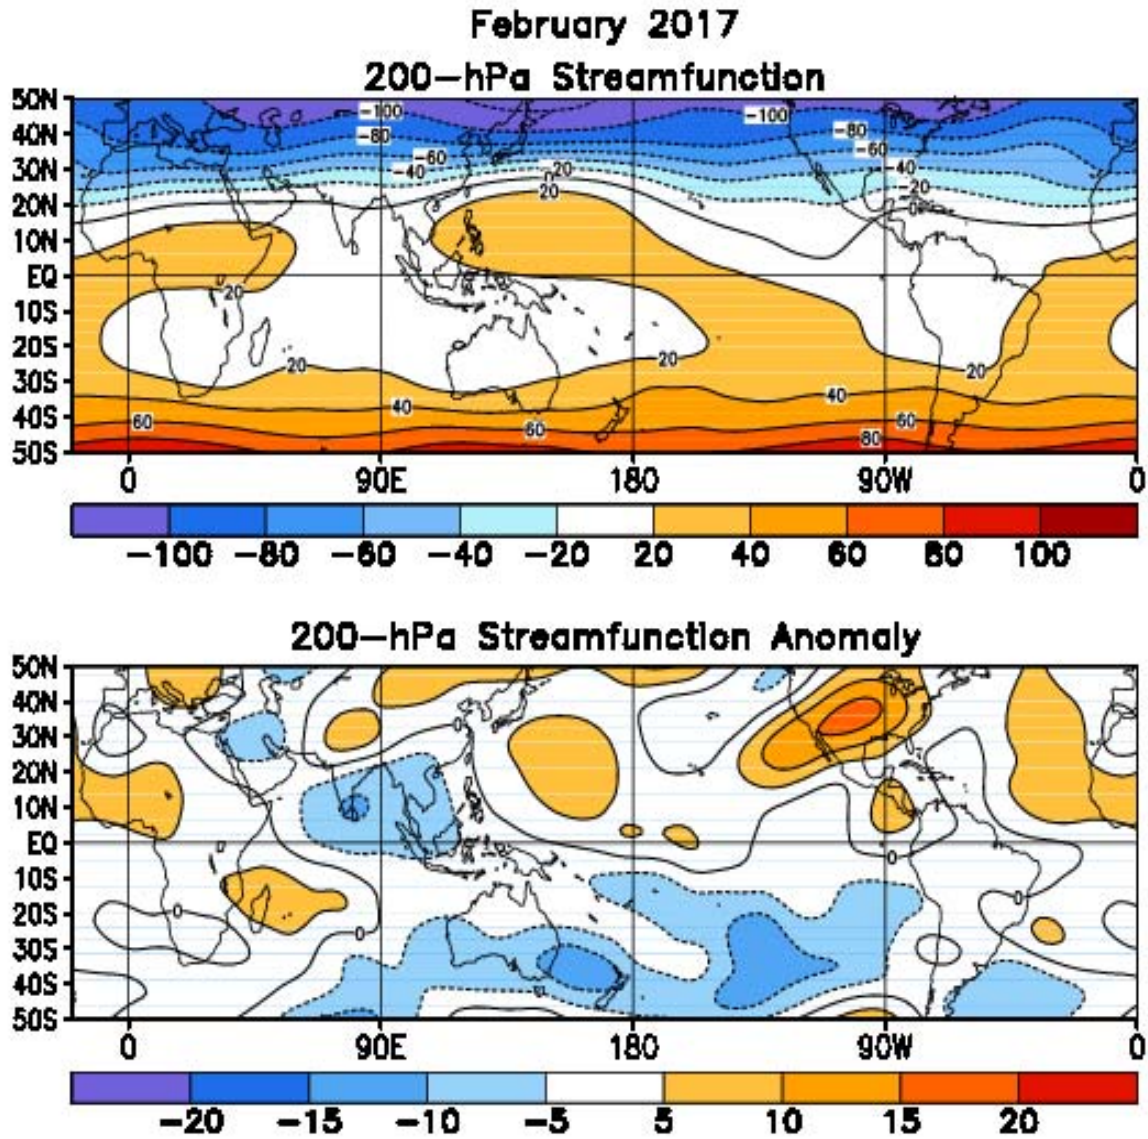 February 2017
200-hPa Streamfunction
50N
40N
30N
20N
10N
EQ
10S
20S
30S
40S
50S
-100
-80
-60
-40
-20
0
20
-100
-80
-60
-40
-20
0
20
20
20
20
40
40
60
60
60
80
0 90E 180 90W 0
-100 -80 -60 -40 -20 20 40 60 80 100
200-hPa Streamfunction Anomaly
50N
40N
30N
20N
10N
EQ
10S
20S
30S
40S
50S
0
0
0
0
0
0 90E 180 90W 0
-20 -15 -10 -5 5 10 15 20